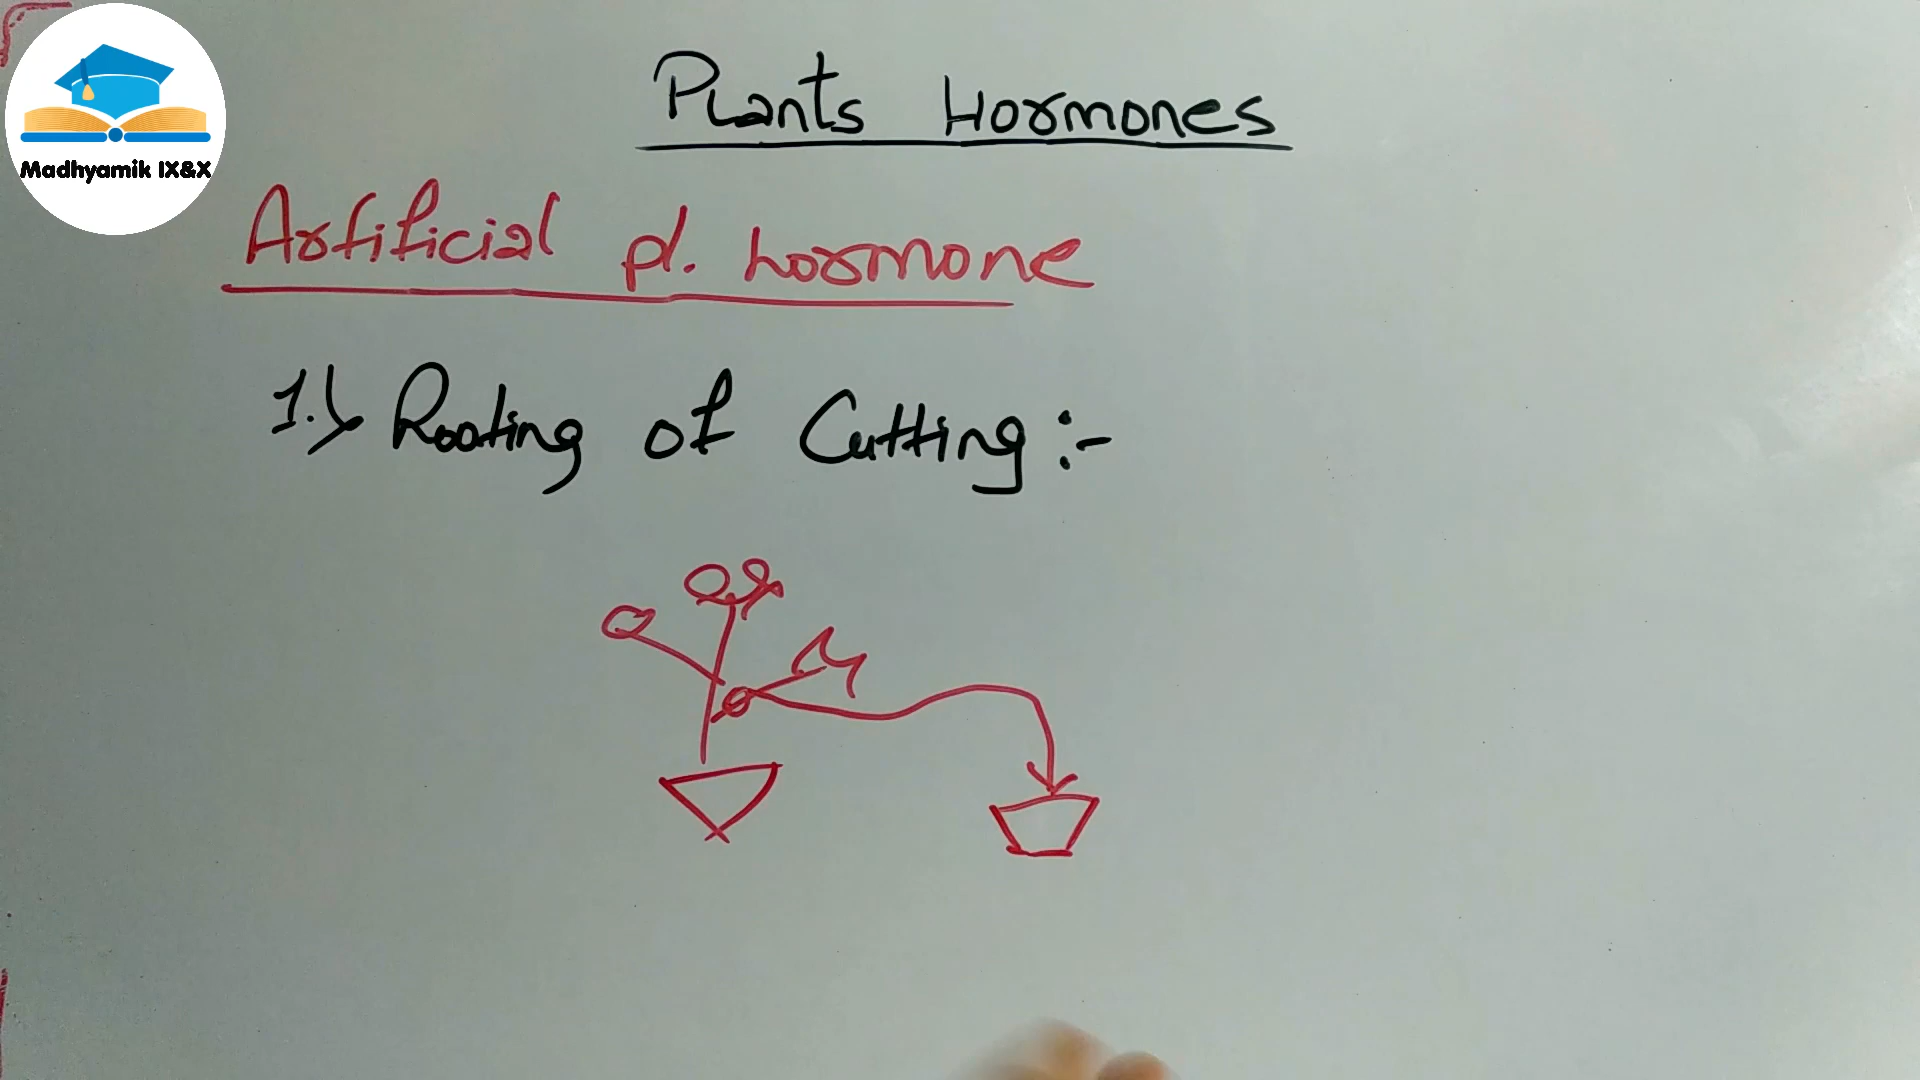 Madhyamik IX&X
Plants Hormones
Artificial pl. hormone
1.) Rooting of Cutting :-